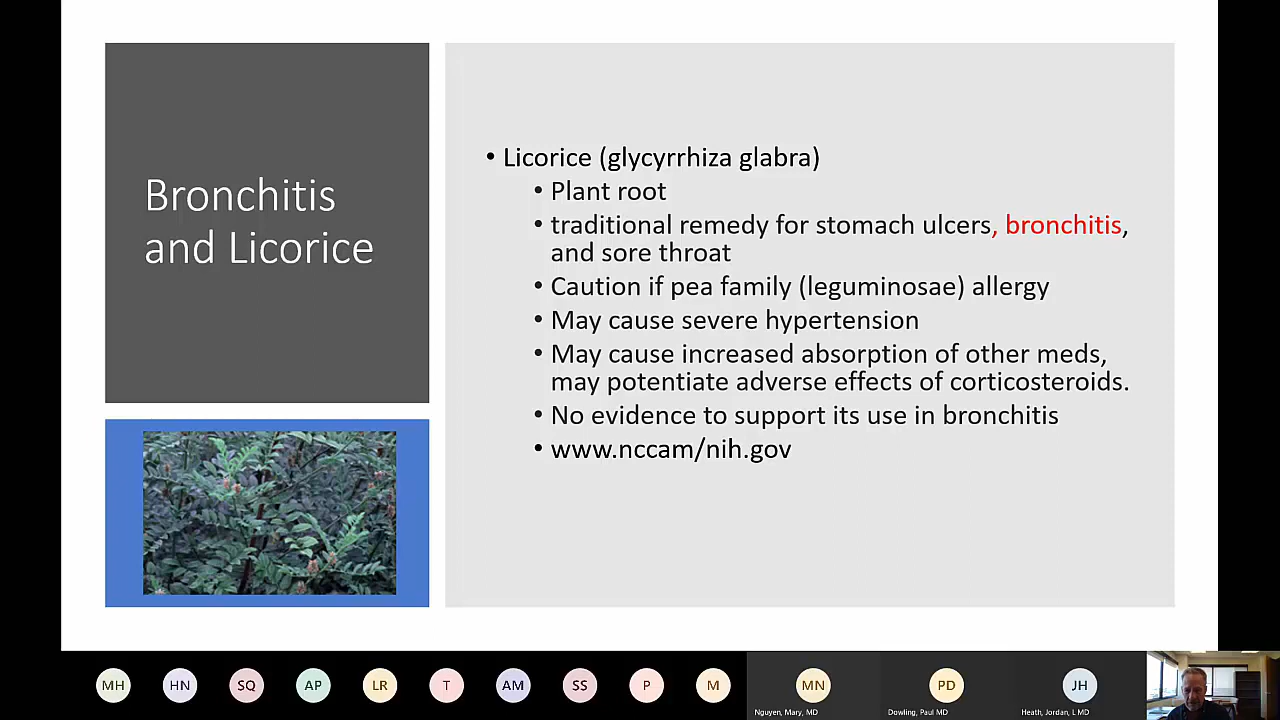 Bronchitis
and Licorice
• Licorice (glycyrrhiza glabra)
• Plant root
• traditional remedy for stomach ulcers, bronchitis,
and sore throat
• Caution if pea family (leguminosae) allergy
• May cause severe hypertension
• May cause increased absorption of other meds,
may potentiate adverse effects of corticosteroids.
• No evidence to support its use in bronchitis
• www.nccam/nih.gov
MH HN SQ AP LR T AM SS P M MN PD JH
Nguyen, Mary, MD Dowling, Paul MD Heath, Jordan, L MD